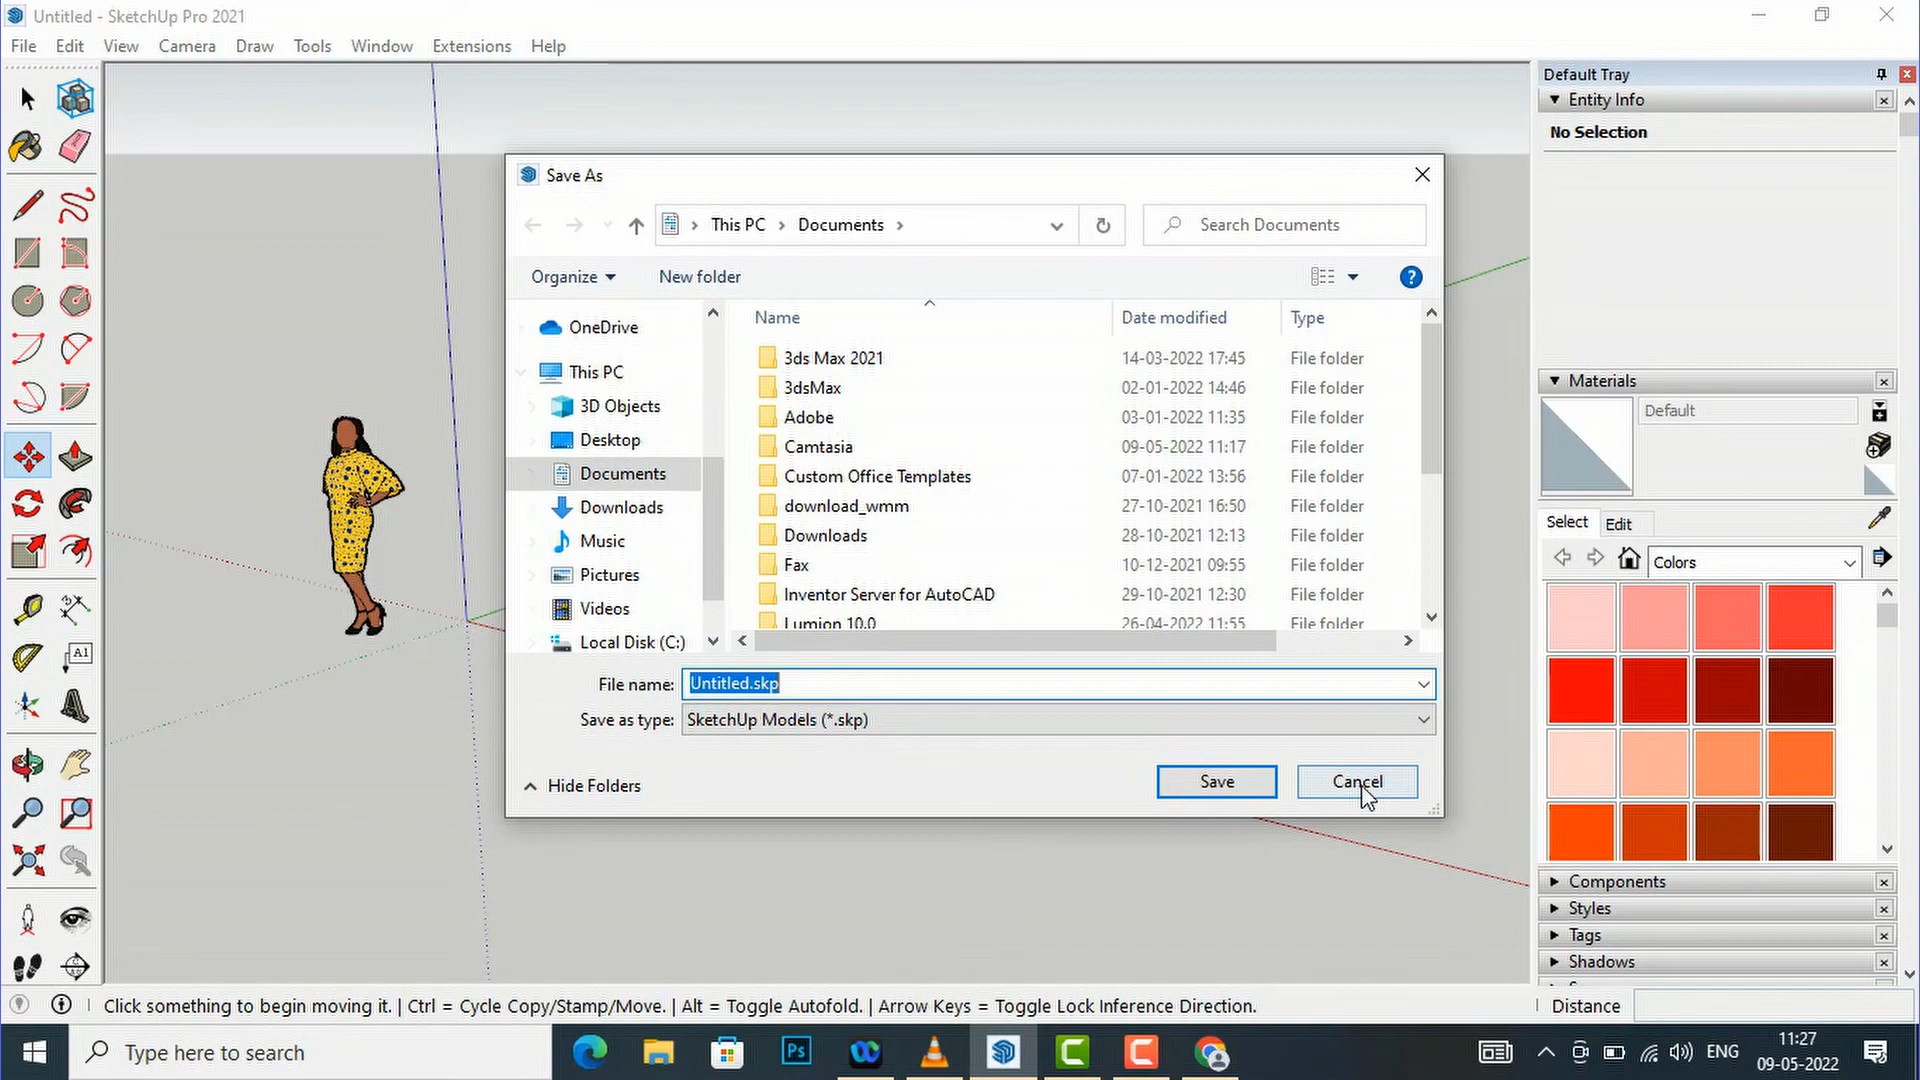 Untitled - SketchUp Pro 2021
File Edit View Camera Draw Tools Window Extensions Help
Default Tray
Entity Info
No Selection
Save As
This PC Documents
Search Documents
Organize New folder
Name Date modified Type
OneDrive
This PC
3D Objects
Desktop
Documents
Downloads
Music
Pictures
Videos
Local Disk (C:)
3ds Max 2021 14-03-2022 17:45 File folder
3dsMax 02-01-2022 14:46 File folder
Adobe 03-01-2022 11:35 File folder
Camtasia 09-05-2022 11:17 File folder
Custom Office Templates 07-01-2022 13:56 File folder
download_wmm 27-10-2021 16:50 File folder
Downloads 28-10-2021 12:13 File folder
Fax 10-12-2021 09:55 File folder
Inventor Server for AutoCAD 29-10-2021 12:30 File folder
Lumion 10.0 26-04-2022 11:55 File folder
File name: Untitled.skp
Save as type: SketchUp Models (*.skp)
Hide Folders
Save Cancel
Materials
Default
Select Edit
Colors
Components
Styles
Tags
Shadows
A1
Click something to begin moving it. | Ctrl = Cycle Copy/Stamp/Move. | Alt = Toggle Autofold. | Arrow Keys = Toggle Lock Inference Direction.
Distance
Type here to search
Ps
ENG
11:27
09-05-2022